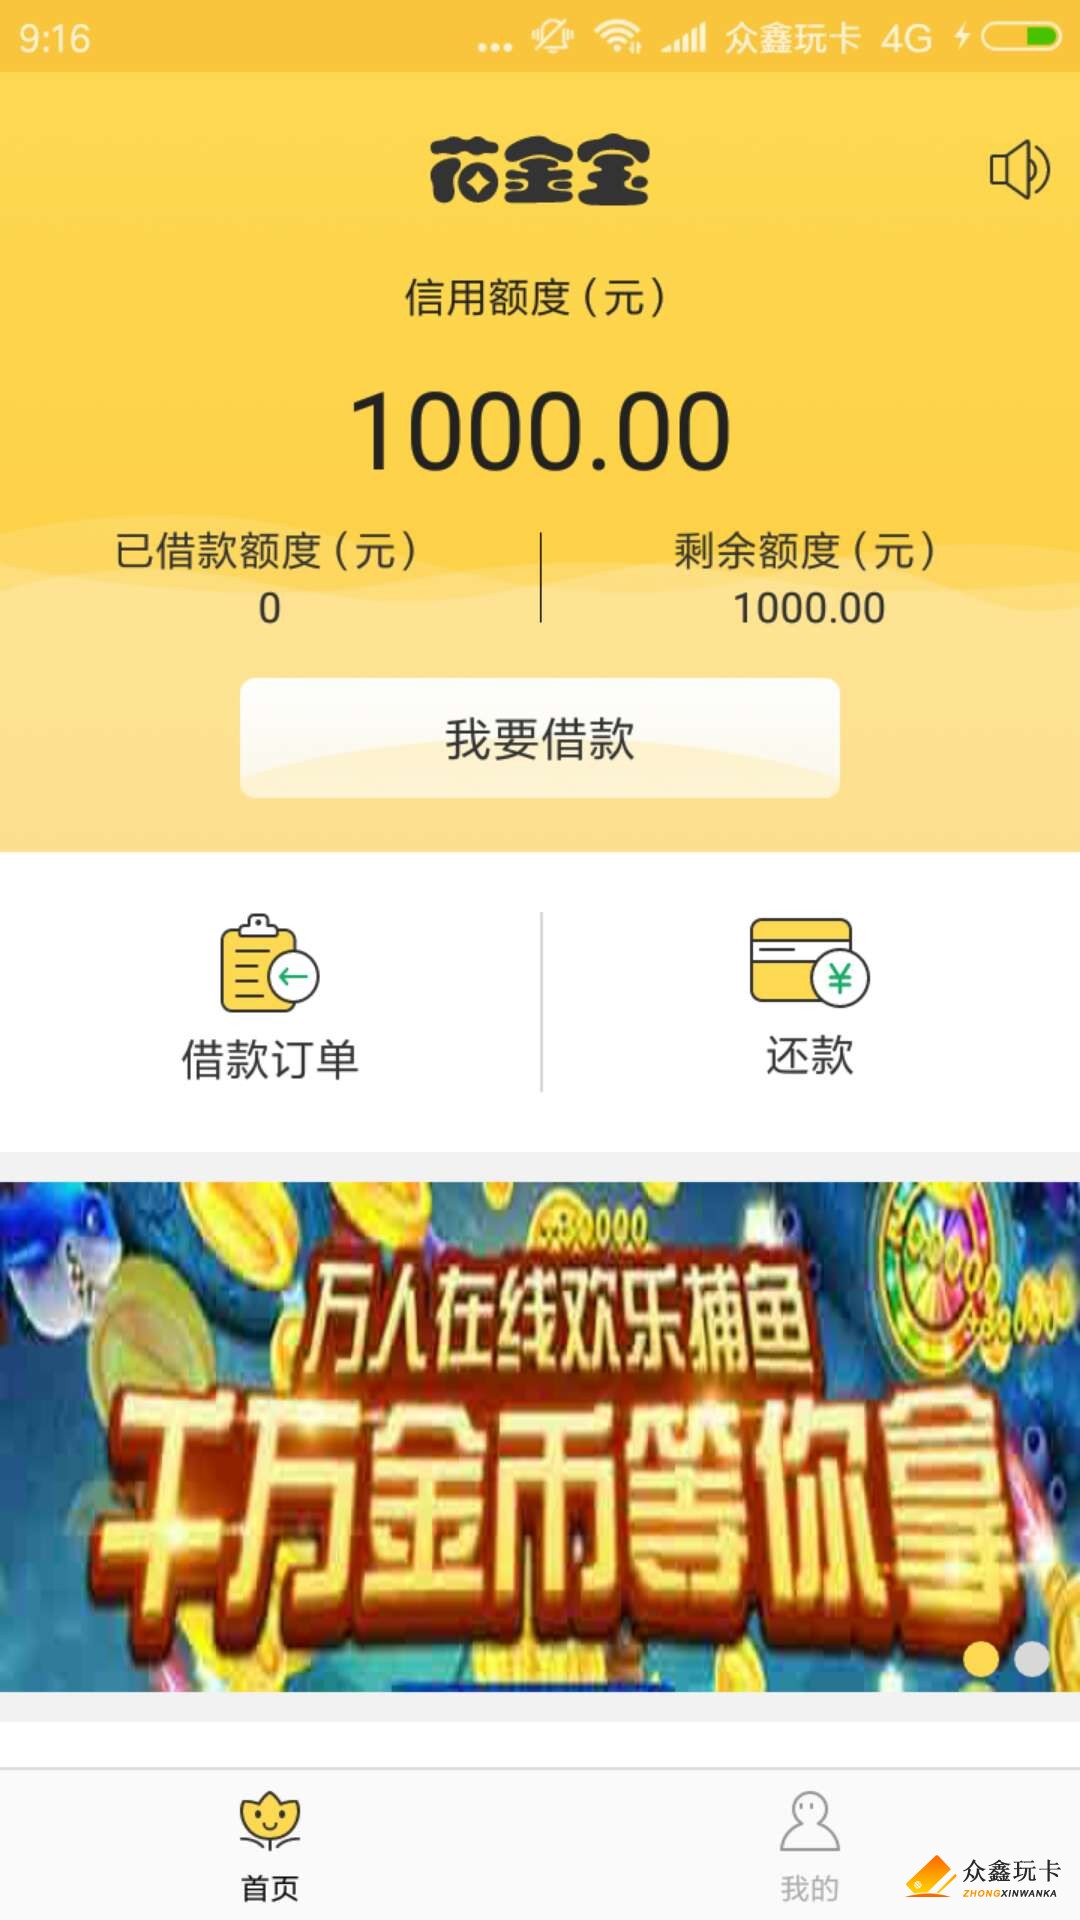 9:16 ... 众鑫玩卡 4G
花金宝
信用额度(元)
1000.00
已借款额度(元) 剩余额度(元)
0 1000.00
我要借款
借款订单 还款
万人在线欢乐捕鱼
千万金币等你拿
首页 我的
众鑫玩卡
ZHONGXINWANKA